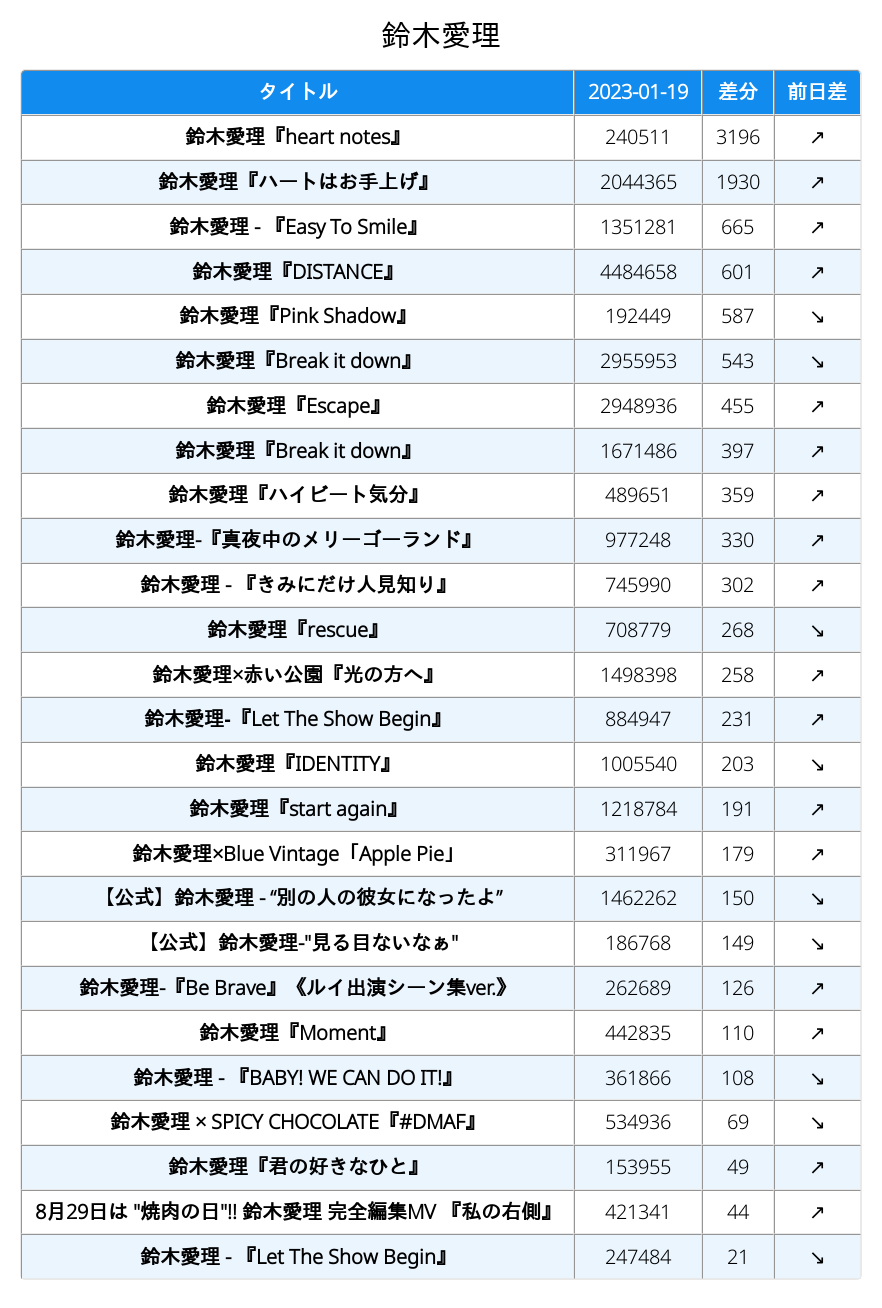 鈴木愛理
タイトル 2023-01-19 差分 前日差
鈴木愛理『heart notes』 240511 3196 ↗
鈴木愛理『ハートはお手上げ』 2044365 1930 ↗
鈴木愛理 - 『Easy To Smile』 1351281 665 ↗
鈴木愛理『DISTANCE』 4484658 601 ↗
鈴木愛理『Pink Shadow』 192449 587 ↘
鈴木愛理『Break it down』 2955953 543 ↘
鈴木愛理『Escape』 2948936 455 ↗
鈴木愛理『Break it down』 1671486 397 ↗
鈴木愛理『ハイビート気分』 489651 359 ↗
鈴木愛理-『真夜中のメリーゴーランド』 977248 330 ↗
鈴木愛理 - 『きみにだけ人見知り』 745990 302 ↗
鈴木愛理『rescue』 708779 268 ↘
鈴木愛理×赤い公園『光の方へ』 1498398 258 ↗
鈴木愛理-『Let The Show Begin』 884947 231 ↗
鈴木愛理『IDENTITY』 1005540 203 ↘
鈴木愛理『start again』 1218784 191 ↗
鈴木愛理×Blue Vintage「Apple Pie」 311967 179 ↗
【公式】鈴木愛理 - “別の人の彼女になったよ” 1462262 150 ↘
【公式】鈴木愛理-"見る目ないなぁ" 186768 149 ↘
鈴木愛理-『Be Brave』《ルイ出演シーン集ver.》 262689 126 ↗
鈴木愛理『Moment』 442835 110 ↗
鈴木愛理 - 『BABY! WE CAN DO IT!』 361866 108 ↘
鈴木愛理 × SPICY CHOCOLATE『#DMAF』 534936 69 ↘
鈴木愛理『君の好きなひと』 153955 49 ↗
8月29日は "焼肉の日"!! 鈴木愛理 完全編集MV 『私の右側』 421341 44 ↗
鈴木愛理 - 『Let The Show Begin』 247484 21 ↘